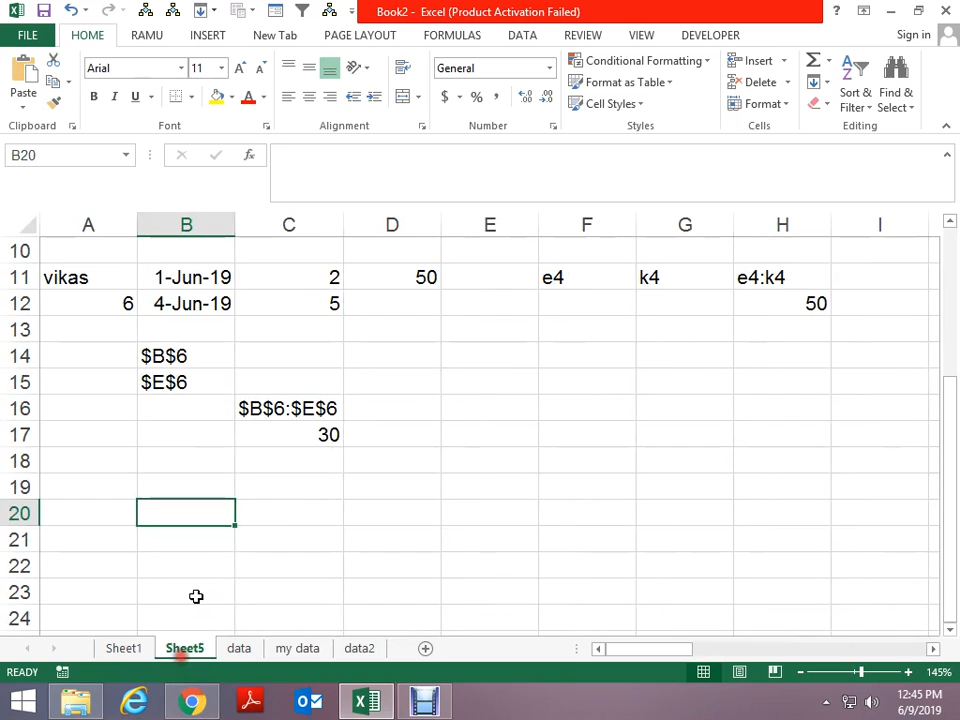 Book2 - Excel (Product Activation Failed)
?
FILE HOME RAMU INSERT New Tab PAGE LAYOUT FORMULAS DATA REVIEW VIEW DEVELOPER Sign in
Paste
Arial 11
B I U
General
$ % ,
Conditional Formatting
Format as Table
Cell Styles
Insert
Delete
Format
Sort & Filter
Find & Select
Clipboard Font Alignment Number Styles Cells Editing
B20 fx
A B C D E F G H I
10
11 vikas 1-Jun-19 2 50 e4 k4 e4:k4
12 6 4-Jun-19 5 50
13
14 $B$6
15 $E$6
16 $B$6:$E$6
17 30
18
19
20
21
22
23
24
Sheet1 Sheet5 data my data data2
READY 145%
12:45 PM
6/9/2019